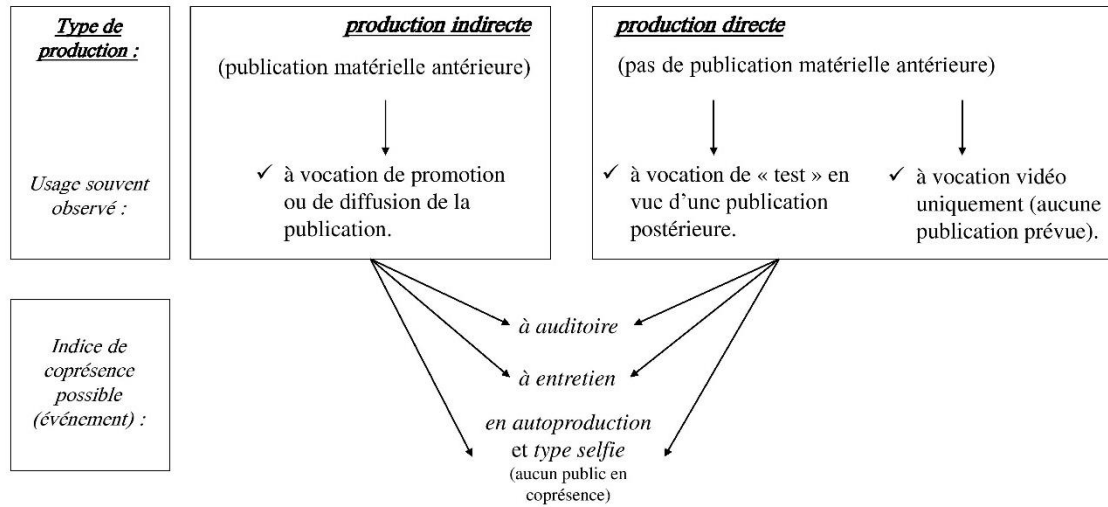 Type de
production :
production indirecte
(publication matérielle antérieure)
production directe
(pas de publication matérielle antérieure)
Usage souvent
observé :
✓ à vocation de promotion
ou de diffusion de la
publication.
✓ à vocation de « test » en
vue d'une publication
postérieure.
✓ à vocation vidéo
uniquement (aucune
publication prévue).
Indice de
coprésence
possible
(événement) :
à auditoire
à entretien
en autoproduction
et type selfie
(aucun public en
coprésence)